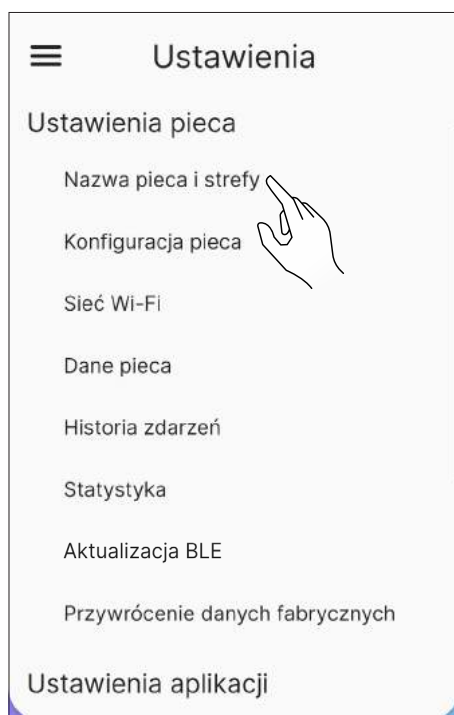 Ustawienia
Ustawienia pieca
Nazwa pieca i strefy
Konfiguracja pieca
Sieć Wi-Fi
Dane pieca
Historia zdarzeń
Statystyka
Aktualizacja BLE
Przywrócenie danych fabrycznych
Ustawienia aplikacji